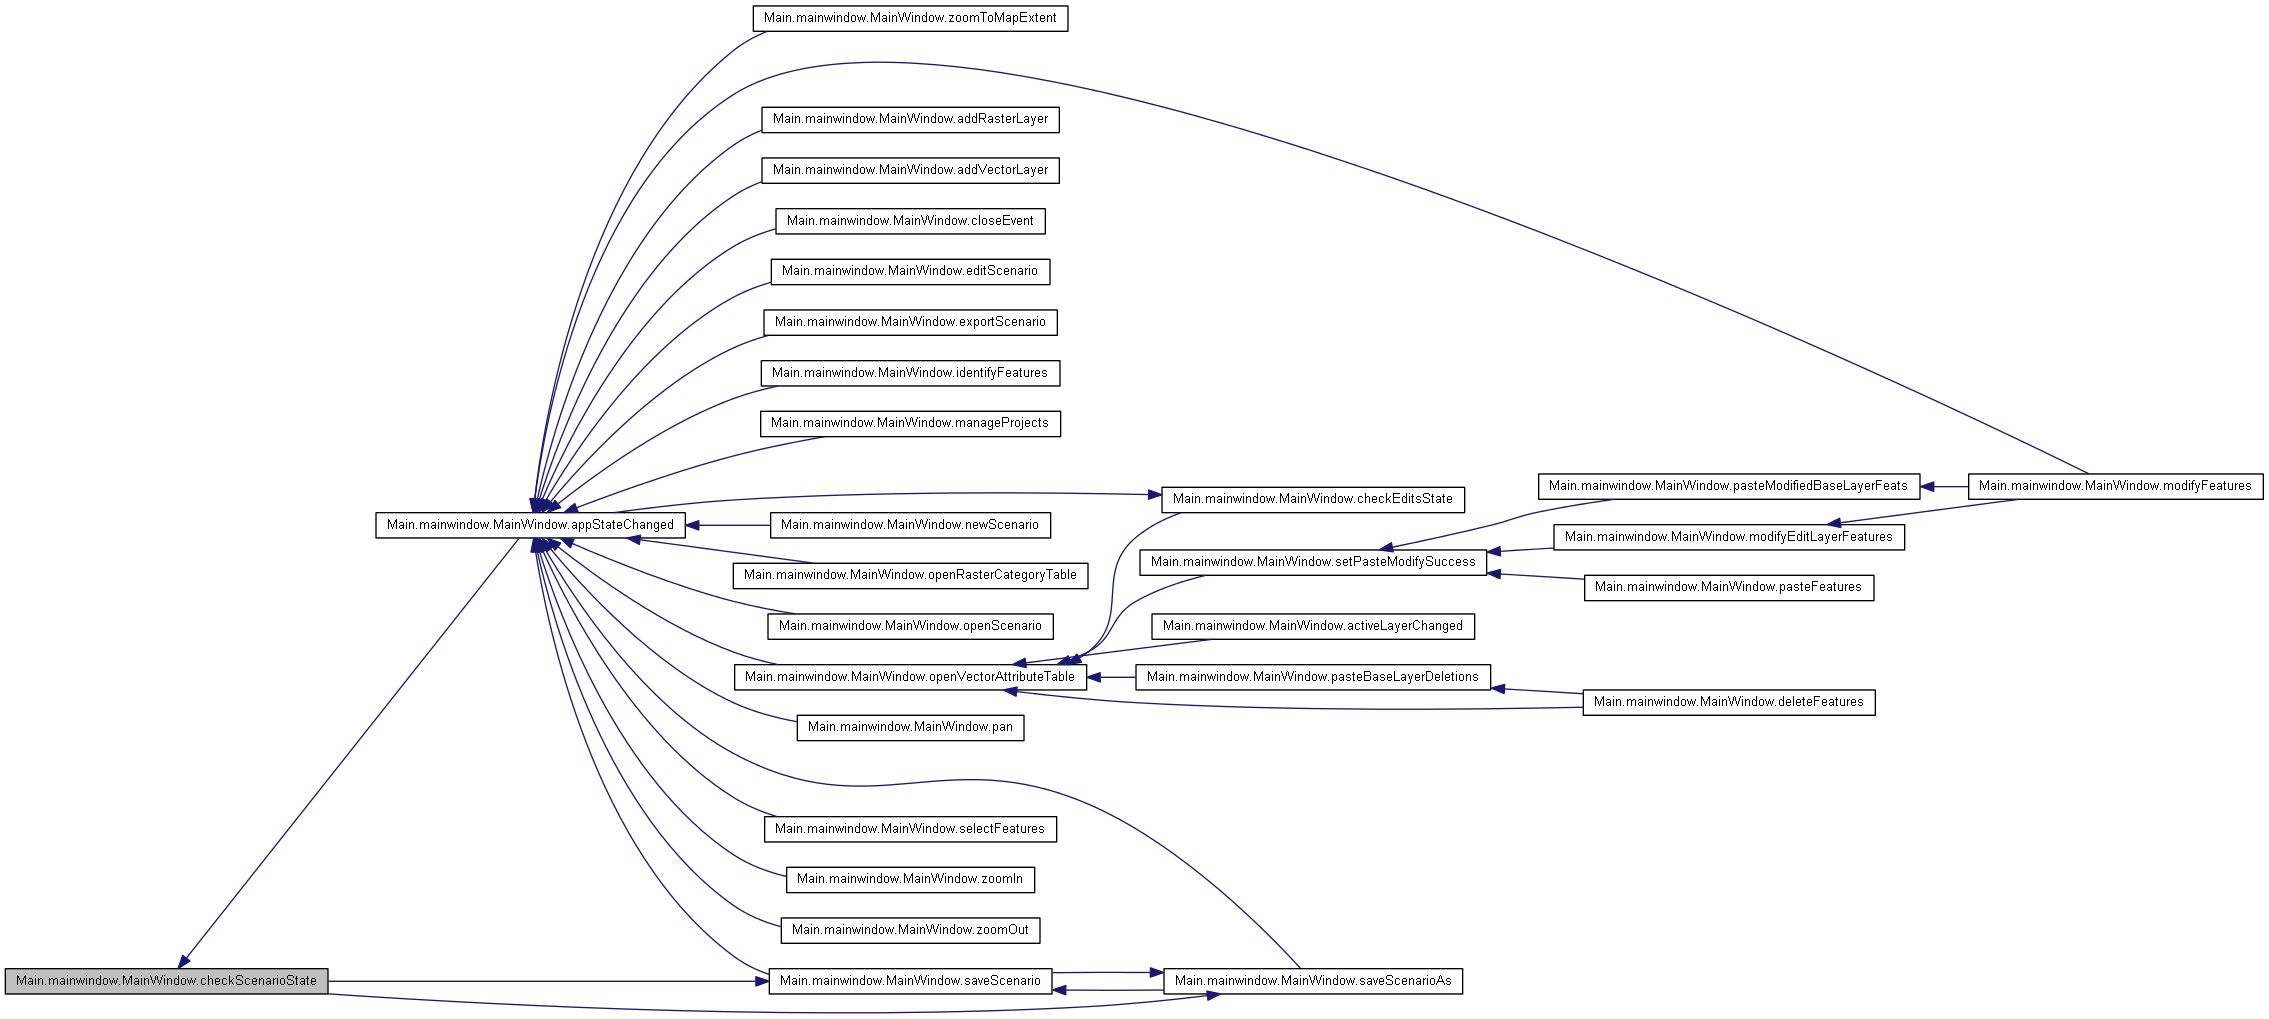 Main.mainwindow.MainWindow.zoomToMapExtent
Main.mainwindow.MainWindow.addRasterLayer
Main.mainwindow.MainWindow.addVectorLayer
Main.mainwindow.MainWindow.closeEvent
Main.mainwindow.MainWindow.editScenario
Main.mainwindow.MainWindow.exportScenario
Main.mainwindow.MainWindow.identifyFeatures
Main.mainwindow.MainWindow.manageProjects
Main.mainwindow.MainWindow.pasteModifiedBaseLayerFeats
Main.mainwindow.MainWindow.modifyFeatures
Main.mainwindow.MainWindow.checkEditsState
Main.mainwindow.MainWindow.appStateChanged
Main.mainwindow.MainWindow.newScenario
Main.mainwindow.MainWindow.modifyEditLayerFeatures
Main.mainwindow.MainWindow.setPasteModifySuccess
Main.mainwindow.MainWindow.openRasterCategoryTable
Main.mainwindow.MainWindow.pasteFeatures
Main.mainwindow.MainWindow.openScenario
Main.mainwindow.MainWindow.activeLayerChanged
Main.mainwindow.MainWindow.openVectorAttributeTable
Main.mainwindow.MainWindow.pasteBaseLayerDeletions
Main.mainwindow.MainWindow.deleteFeatures
Main.mainwindow.MainWindow.pan
Main.mainwindow.MainWindow.selectFeatures
Main.mainwindow.MainWindow.zoomIn
Main.mainwindow.MainWindow.zoomOut
Main.mainwindow.MainWindow.checkScenarioState
Main.mainwindow.MainWindow.saveScenario
Main.mainwindow.MainWindow.saveScenarioAs